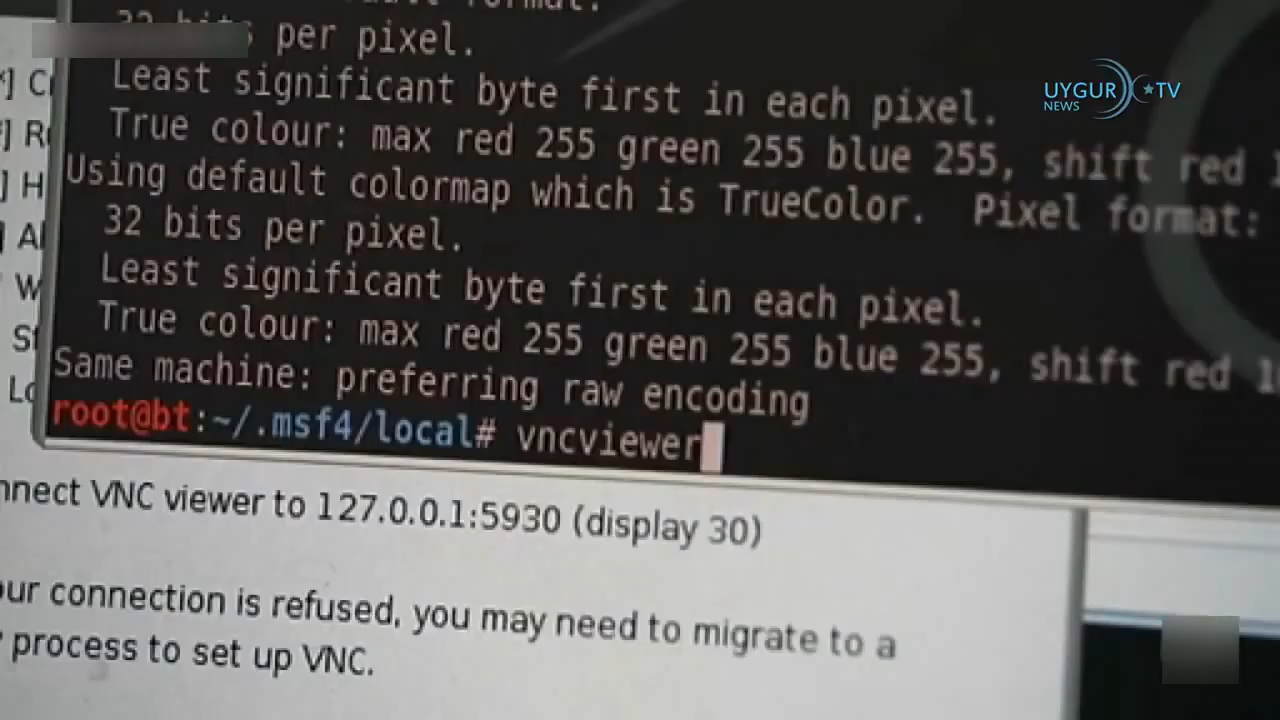 32 bits per pixel.
Least significant byte first in each pixel.
True colour: max red 255 green 255 blue 255, shift red
Using default colormap which is TrueColor. Pixel format:
32 bits per pixel.
Least significant byte first in each pixel.
True colour: max red 255 green 255 blue 255, shift red
Same machine: preferring raw encoding
root@bt:~/.msf4/local# vncviewer
nnect VNC viewer to 127.0.0.1:5930 (display 30)
our connection is refused, you may need to migrate to a
process to set up VNC.
UYGUR TV
NEWS